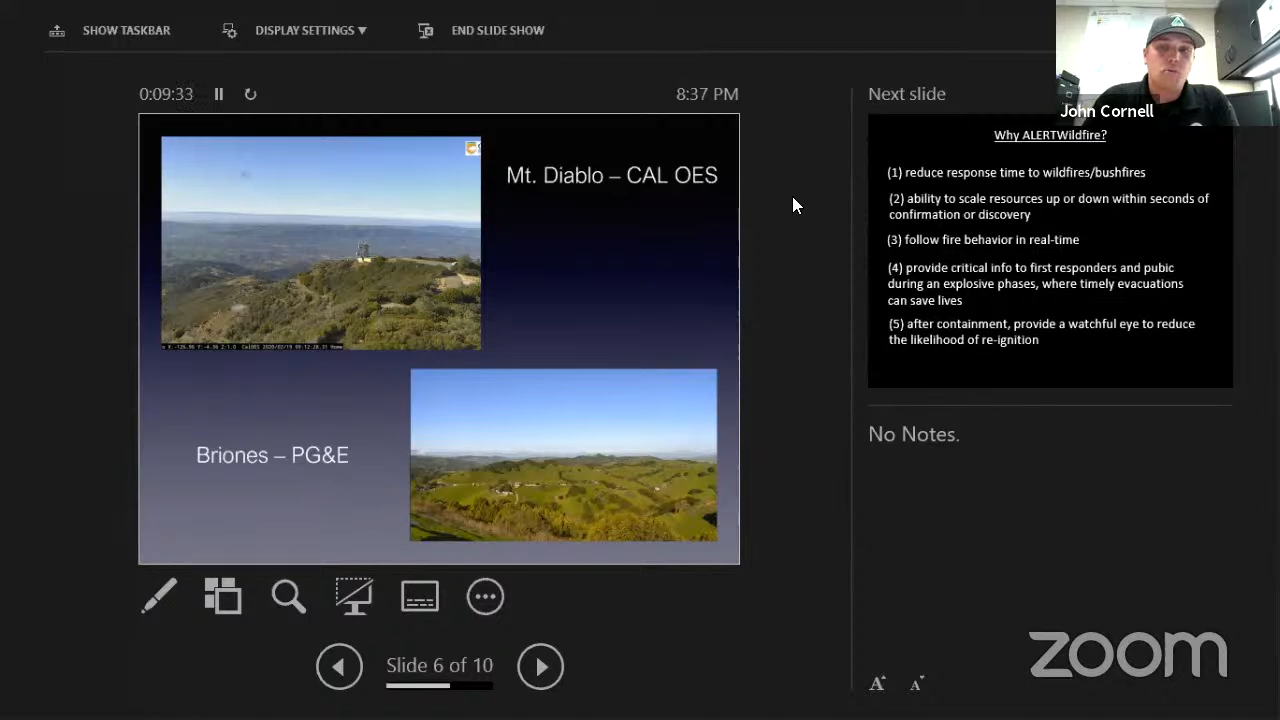 SHOW TASKBAR
DISPLAY SETTINGS ▼
END SLIDE SHOW
John Cornell
0:09:33
8:37 PM
Next slide
Mt. Diablo – CAL OES
Briones – PG&E
Why ALERTWildfire?
(1) reduce response time to wildfires/bushfires
(2) ability to scale resources up or down within seconds of
confirmation or discovery
(3) follow fire behavior in real-time
(4) provide critical info to first responders and pubic
during an explosive phases, where timely evacuations
can save lives
(5) after containment, provide a watchful eye to reduce
the likelihood of re-ignition
No Notes.
Slide 6 of 10
A A
zoom